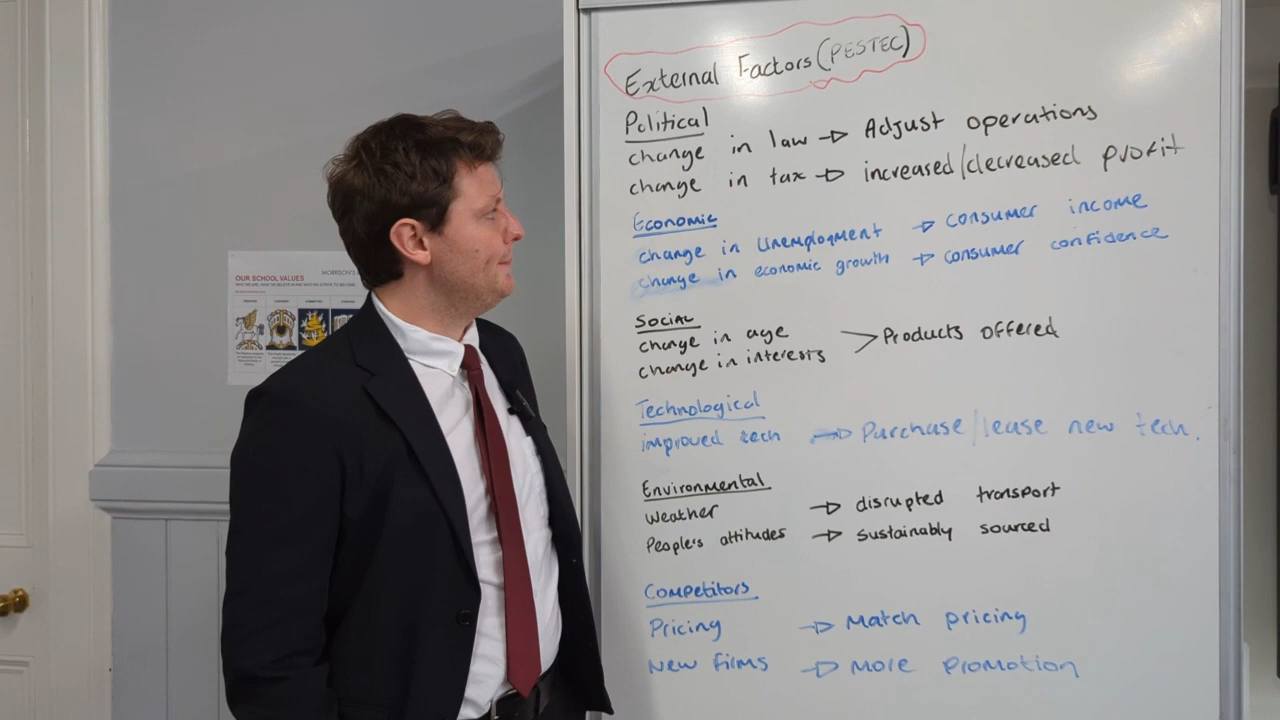 External Factors (PESTEC)
Political
change in law → Adjust operations
change in tax → increased/decreased profit
Economic
change in unemployment → consumer income
change in economic growth → consumer confidence
Social
change in age
change in interests > Products offered
Technological
improved tech → Purchase/lease new tech.
Environmental
Weather → disrupted transport
People's attitudes → sustainably sourced
Competitors
Pricing → Match pricing
New firms → More promotion
MORRISON'S
OUR SCHOOL VALUES